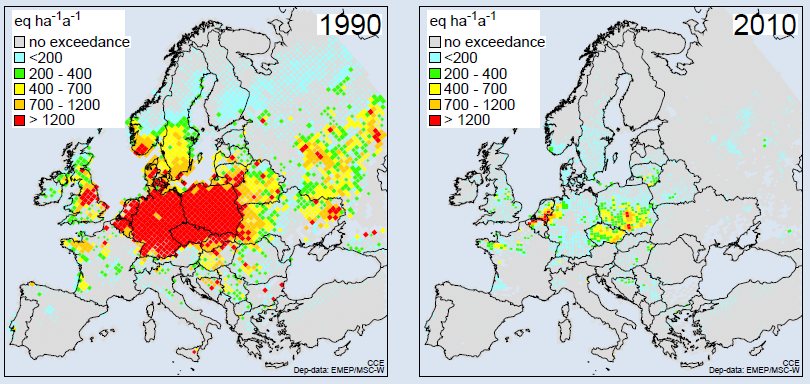 eq ha-1a-1
1990
no exceedance
<200
200 - 400
400 - 700
700 - 1200
> 1200
CCE
Dep-data: EMEP/MSC-W
eq ha-1a-1
2010
no exceedance
<200
200 - 400
400 - 700
700 - 1200
> 1200
CCE
Dep-data: EMEP/MSC-W